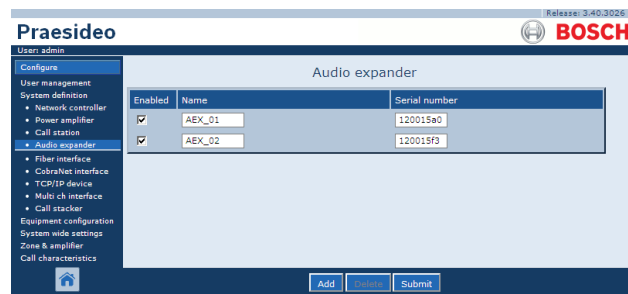 Release: 3.40.3026
Praesideo
BOSCH
User: admin
Configure
User management
System definition
• Network controller
• Power amplifier
• Call station
• Audio expander
• Fiber interface
• CobraNet interface
• TCP/IP device
• Multi ch interface
• Call stacker
Equipment configuration
System wide settings
Zone & amplifier
Call characteristics
Audio expander
Enabled Name Serial number
AEX_01 120015a0
AEX_02 120015f3
Add Delete Submit